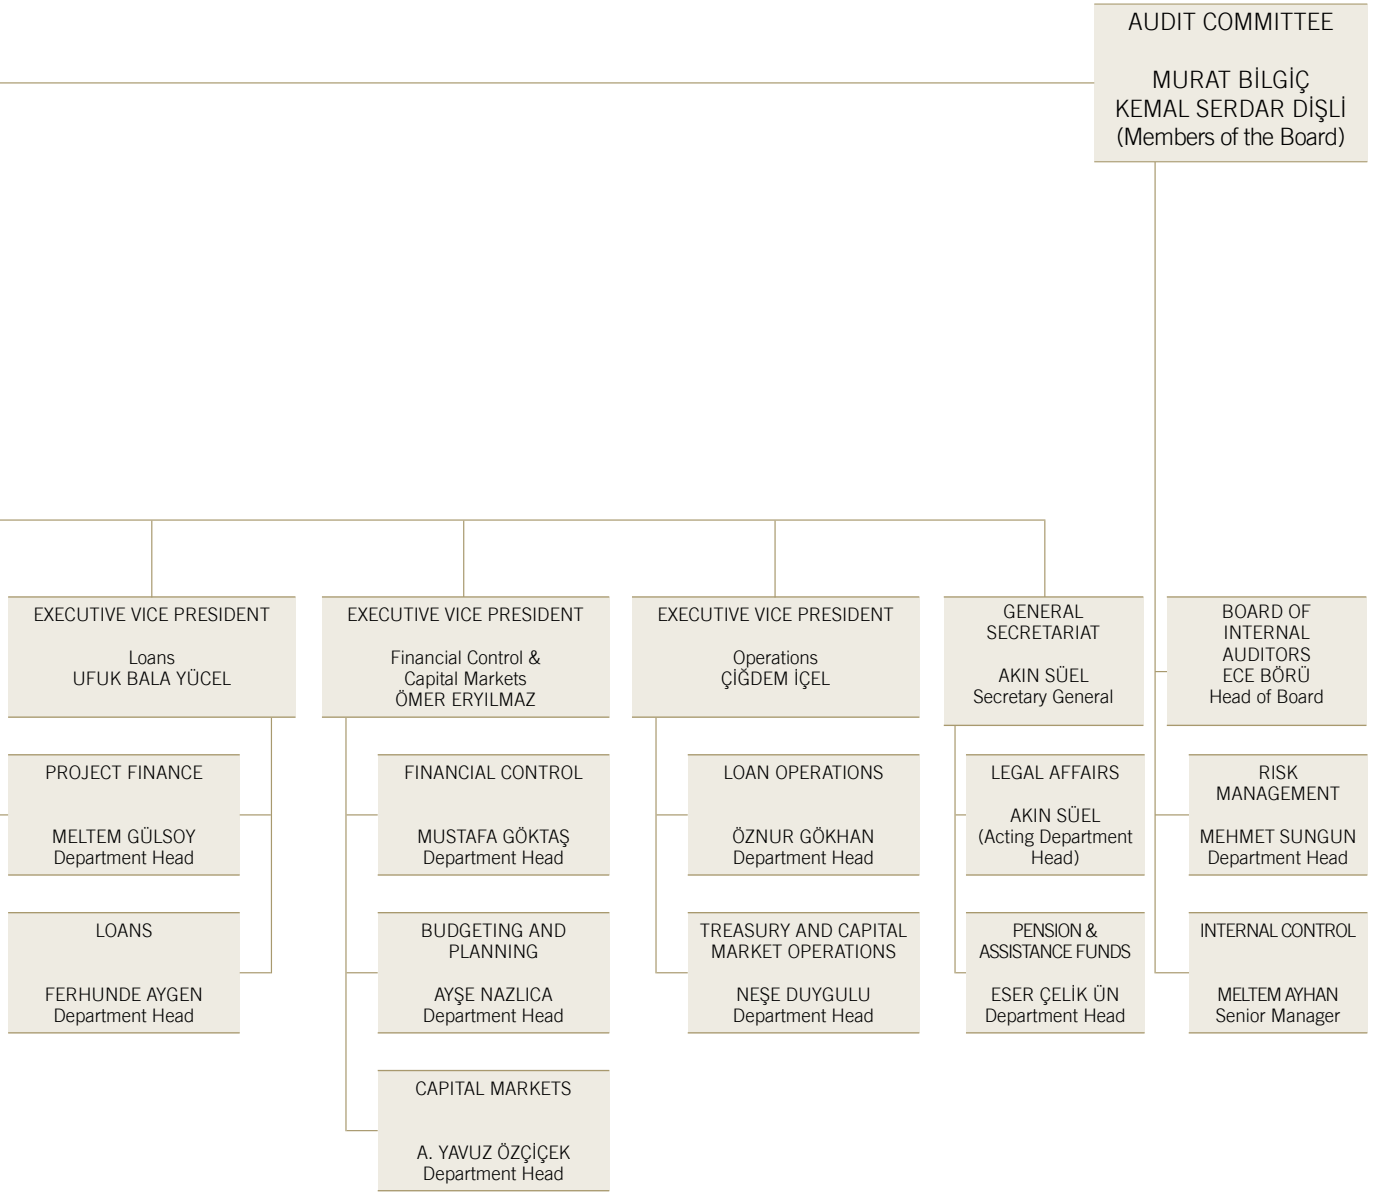 AUDIT COMMITTEE
MURAT BİLGİÇ
KEMAL SERDAR DİŞLİ
(Members of the Board)
EXECUTIVE VICE PRESIDENT
Loans
UFUK BALA YÜCEL
EXECUTIVE VICE PRESIDENT
Financial Control &
Capital Markets
ÖMER ERYILMAZ
EXECUTIVE VICE PRESIDENT
Operations
ÇİĞDEM İÇEL
GENERAL
SECRETARIAT
AKIN SÜEL
Secretary General
BOARD OF
INTERNAL
AUDITORS
ECE BÖRÜ
Head of Board
PROJECT FINANCE
MELTEM GÜLSOY
Department Head
FINANCIAL CONTROL
MUSTAFA GÖKTAŞ
Department Head
LOAN OPERATIONS
ÖZNUR GÖKHAN
Department Head
LEGAL AFFAIRS
AKIN SÜEL
(Acting Department
Head)
RISK
MANAGEMENT
MEHMET SUNGUN
Department Head
LOANS
FERHUNDE AYGEN
Department Head
BUDGETING AND
PLANNING
AYŞE NAZLICA
Department Head
TREASURY AND CAPITAL
MARKET OPERATIONS
NEŞE DUYGULU
Department Head
PENSION &
ASSISTANCE FUNDS
ESER ÇELİK ÜN
Department Head
INTERNAL CONTROL
MELTEM AYHAN
Senior Manager
CAPITAL MARKETS
A. YAVUZ ÖZÇİÇEK
Department Head